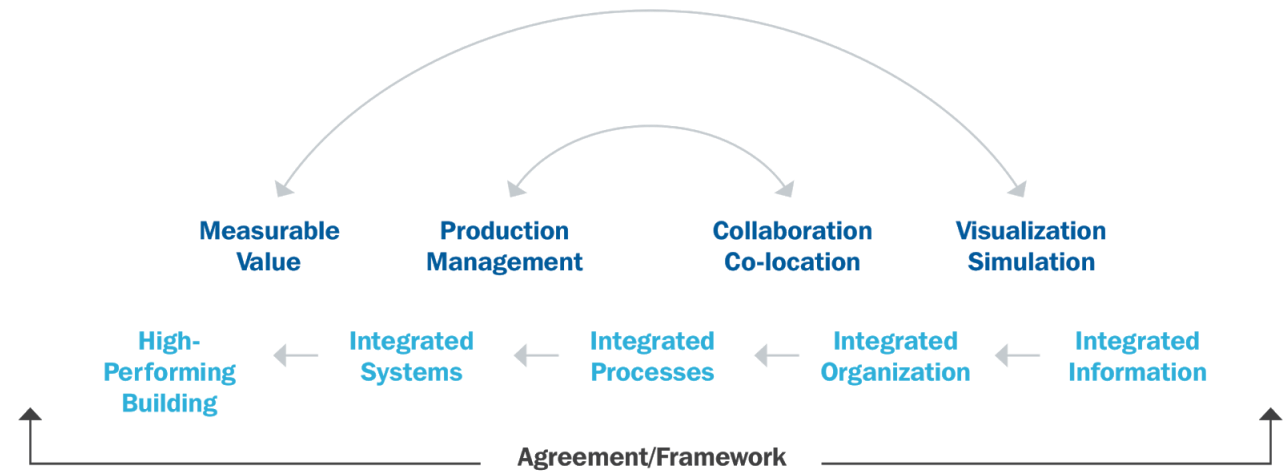 Measurable
Value
Production
Management
Collaboration
Co-location
Visualization
Simulation
High-
Performing
Building
Integrated
Systems
Integrated
Processes
Integrated
Organization
Integrated
Information
Agreement/Framework